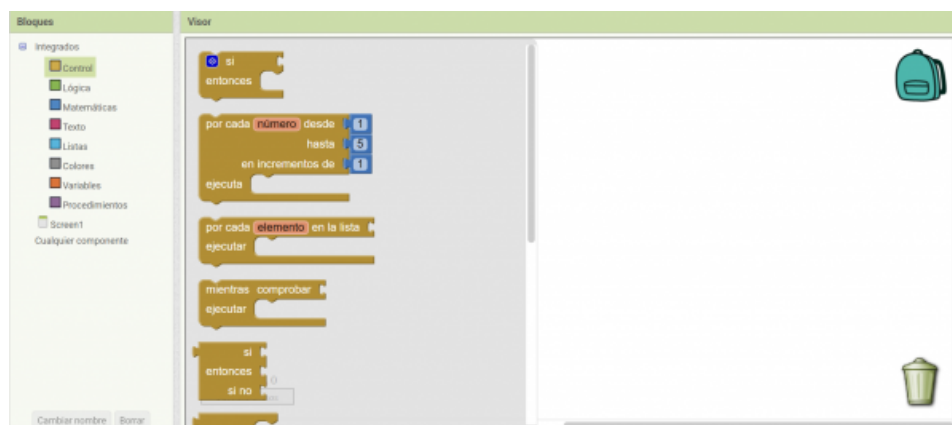 Bloques
Visor
Integrados
Control
Lógica
Matemáticas
Texto
Listas
Colores
Variables
Procedimientos
Screen1
Cualquier componente
Cambiar nombre Borrar
si
entonces
por cada número desde 1
hasta 5
en incrementos de 1
ejecuta
por cada elemento en la lista
ejecutar
mientras comprobar
ejecutar
si
entonces
0
si no